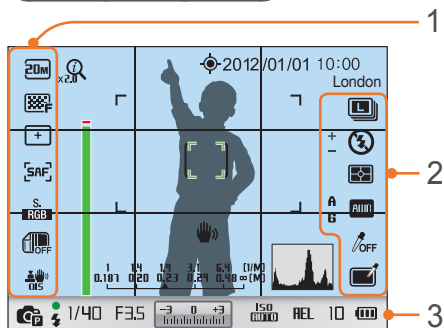 1
20M
x2.0
2012/01/01 10:00
London
F
L
+
-
[SAF]
2
S.
RGB
A
G
AWB
OFF
OFF
OIS
1 1.4 1.9 3.1 6.4 (I/M)
0.187 0.20 0.23 0.29 0.48 ∞ (M)
P
1/40 F3.5
-3 0 +3
ISO
AUTO
AEL 10
3